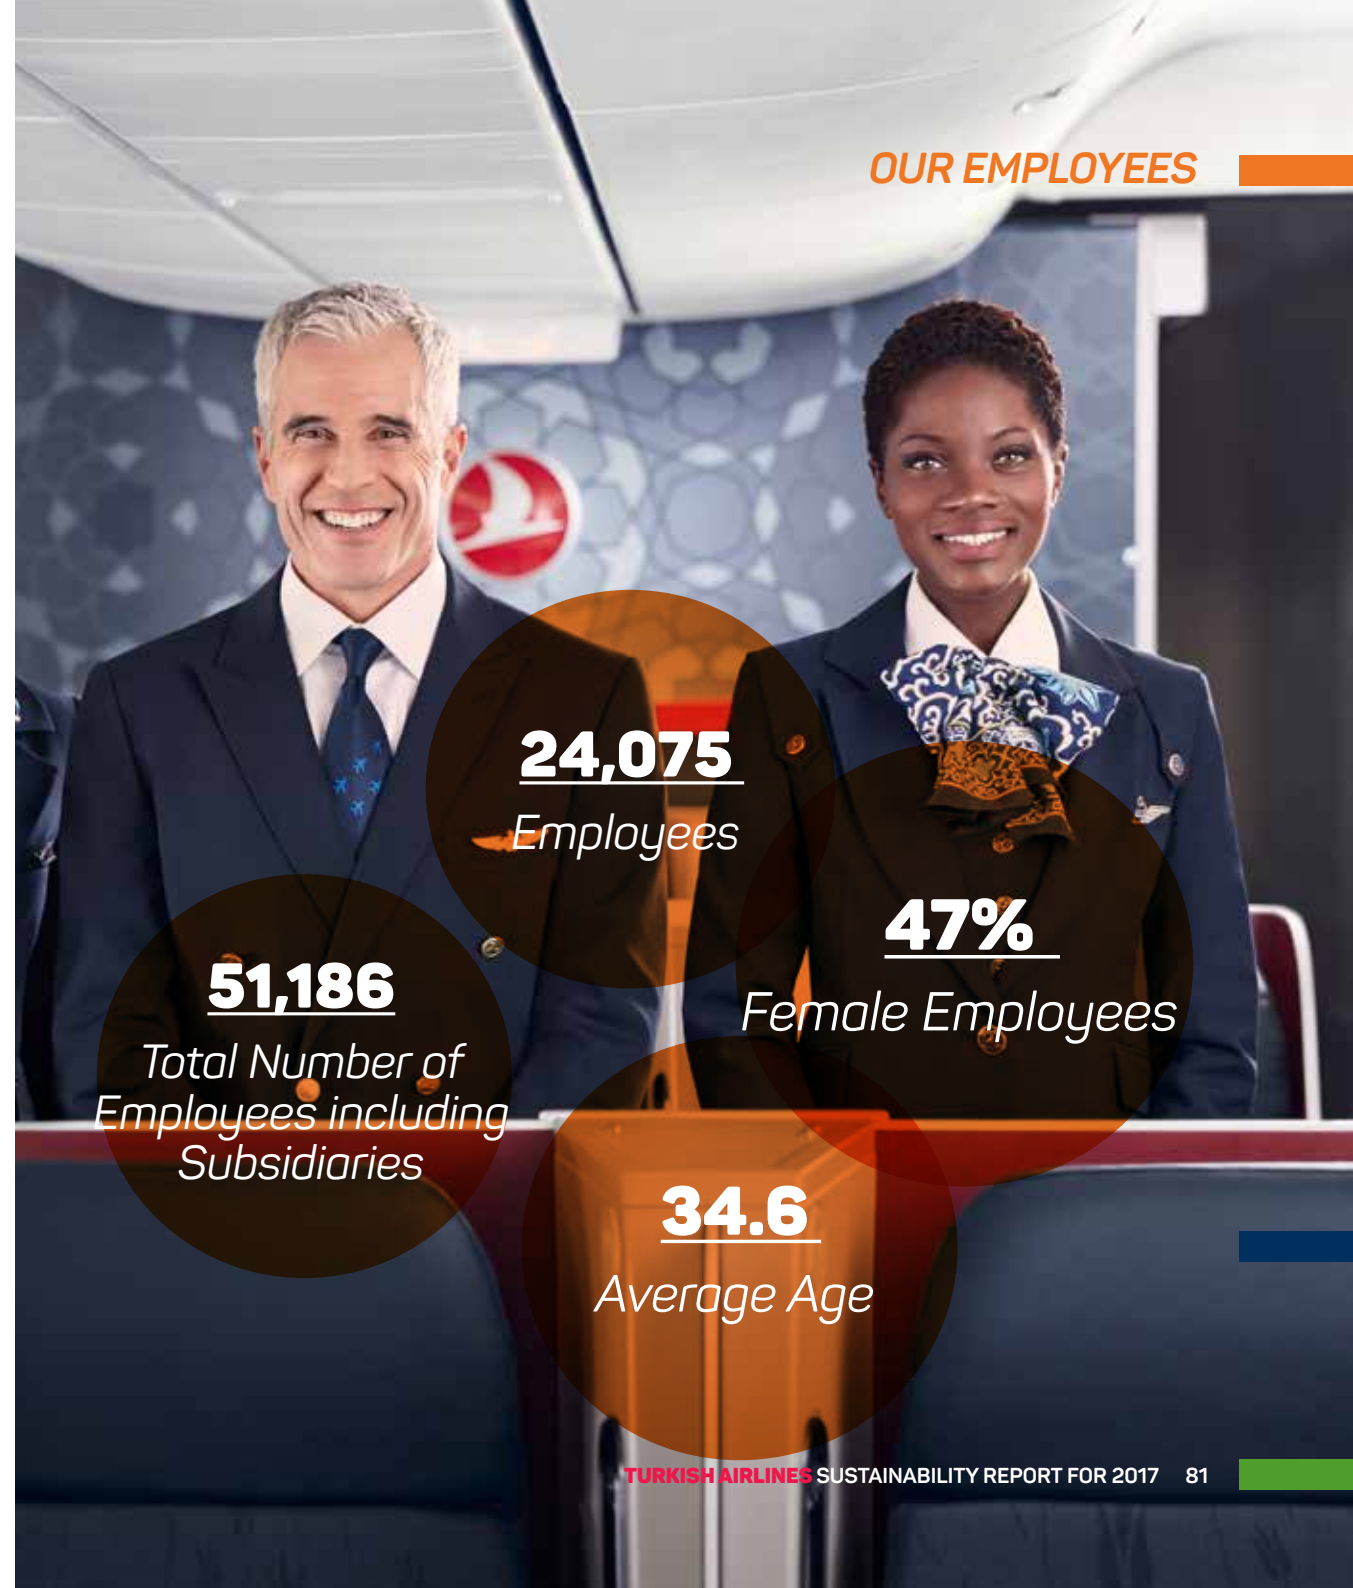 OUR EMPLOYEES
24,075
Employees
47%
Female Employees
51,186
Total Number of
Employees including
Subsidiaries
34.6
Average Age
TURKISH AIRLINES SUSTAINABILITY REPORT FOR 2017 81